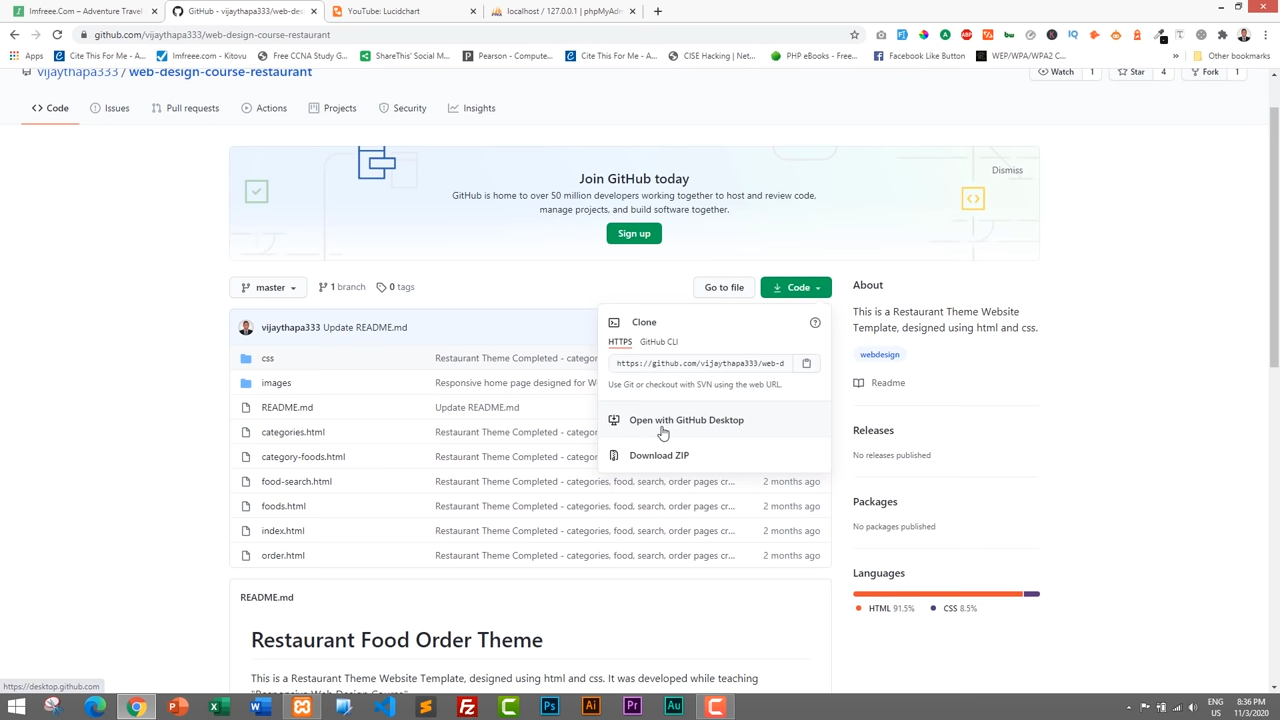 Imfreee.Com – Adventure Travel
GitHub - vijaythapa333/web-des
YouTube: Lucidchart
localhost / 127.0.0.1 | phpMyAdm
github.com/vijaythapa333/web-design-course-restaurant
Apps
Cite This For Me - A...
Imfreee.com - Kitovu
Free CCNA Study G...
ShareThis' Social M...
Pearson - Compute...
Cite This For Me - A...
CISE Hacking | Net...
PHP eBooks - Free...
Facebook Like Button
WEP/WPA/WPA2 C...
»
Other bookmarks
vijaythapa333 / web-design-course-restaurant
Watch 1
Star 4
Fork 1
Code
Issues
Pull requests
Actions
Projects
Security
Insights
Join GitHub today
Dismiss
GitHub is home to over 50 million developers working together to host and review code,
manage projects, and build software together.
Sign up
master
1 branch
0 tags
Go to file
Code
vijaythapa333 Update README.md
css Restaurant Theme Completed - categ
images Responsive home page designed for W
README.md Update README.md
categories.html Restaurant Theme Completed - categ
category-foods.html Restaurant Theme Completed - categ
food-search.html Restaurant Theme Completed - categories, food, search, order pages cr... 2 months ago
foods.html Restaurant Theme Completed - categories, food, search, order pages cr... 2 months ago
index.html Restaurant Theme Completed - categories, food, search, order pages cr... 2 months ago
order.html Restaurant Theme Completed - categories, food, search, order pages cr... 2 months ago
Clone
HTTPS GitHub CLI
https://github.com/vijaythapa333/web-d
Use Git or checkout with SVN using the web URL.
Open with GitHub Desktop
Download ZIP
About
This is a Restaurant Theme Website
Template, designed using html and css.
webdesign
Readme
Releases
No releases published
Packages
No packages published
Languages
HTML 91.5%
CSS 8.5%
README.md
Restaurant Food Order Theme
This is a Restaurant Theme Website Template, designed using html and css. It was developed while teaching
"Responsive Web Design Course"
https://desktop.github.com
ENG
US
8:36 PM
11/3/2020